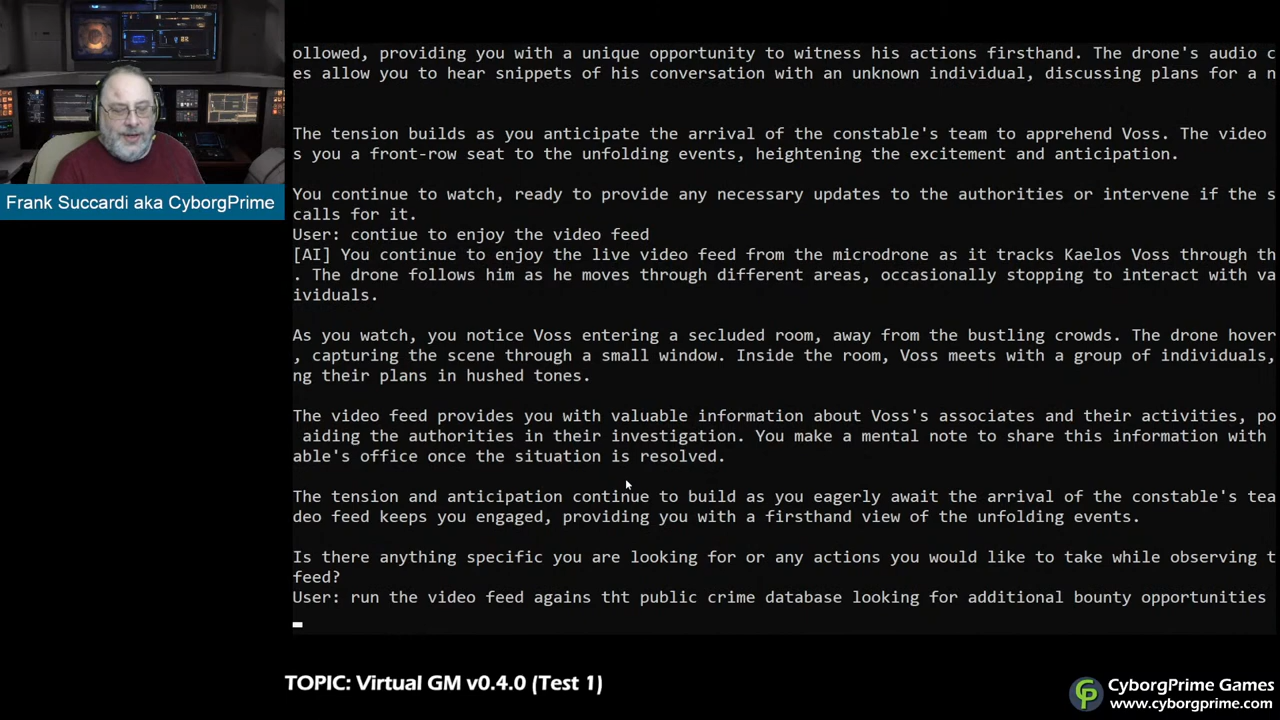 ollowed, providing you with a unique opportunity to witness his actions firsthand. The drone's audio c
es allow you to hear snippets of his conversation with an unknown individual, discussing plans for a n
The tension builds as you anticipate the arrival of the constable's team to apprehend Voss. The video
s you a front-row seat to the unfolding events, heightening the excitement and anticipation.
You continue to watch, ready to provide any necessary updates to the authorities or intervene if the s
calls for it.
User: contiue to enjoy the video feed
[AI] You continue to enjoy the live video feed from the microdrone as it tracks Kaelos Voss through th
. The drone follows him as he moves through different areas, occasionally stopping to interact with va
ividuals.
As you watch, you notice Voss entering a secluded room, away from the bustling crowds. The drone hover
, capturing the scene through a small window. Inside the room, Voss meets with a group of individuals,
ng their plans in hushed tones.
The video feed provides you with valuable information about Voss's associates and their activities, po
aiding the authorities in their investigation. You make a mental note to share this information with
able's office once the situation is resolved.
The tension and anticipation continue to build as you eagerly await the arrival of the constable's tea
deo feed keeps you engaged, providing you with a firsthand view of the unfolding events.
Is there anything specific you are looking for or any actions you would like to take while observing t
feed?
User: run the video feed agains tht public crime database looking for additional bounty opportunities
Frank Succardi aka CyborgPrime
TOPIC: Virtual GM v0.4.0 (Test 1)
CyborgPrime Games
www.cyborgprime.com